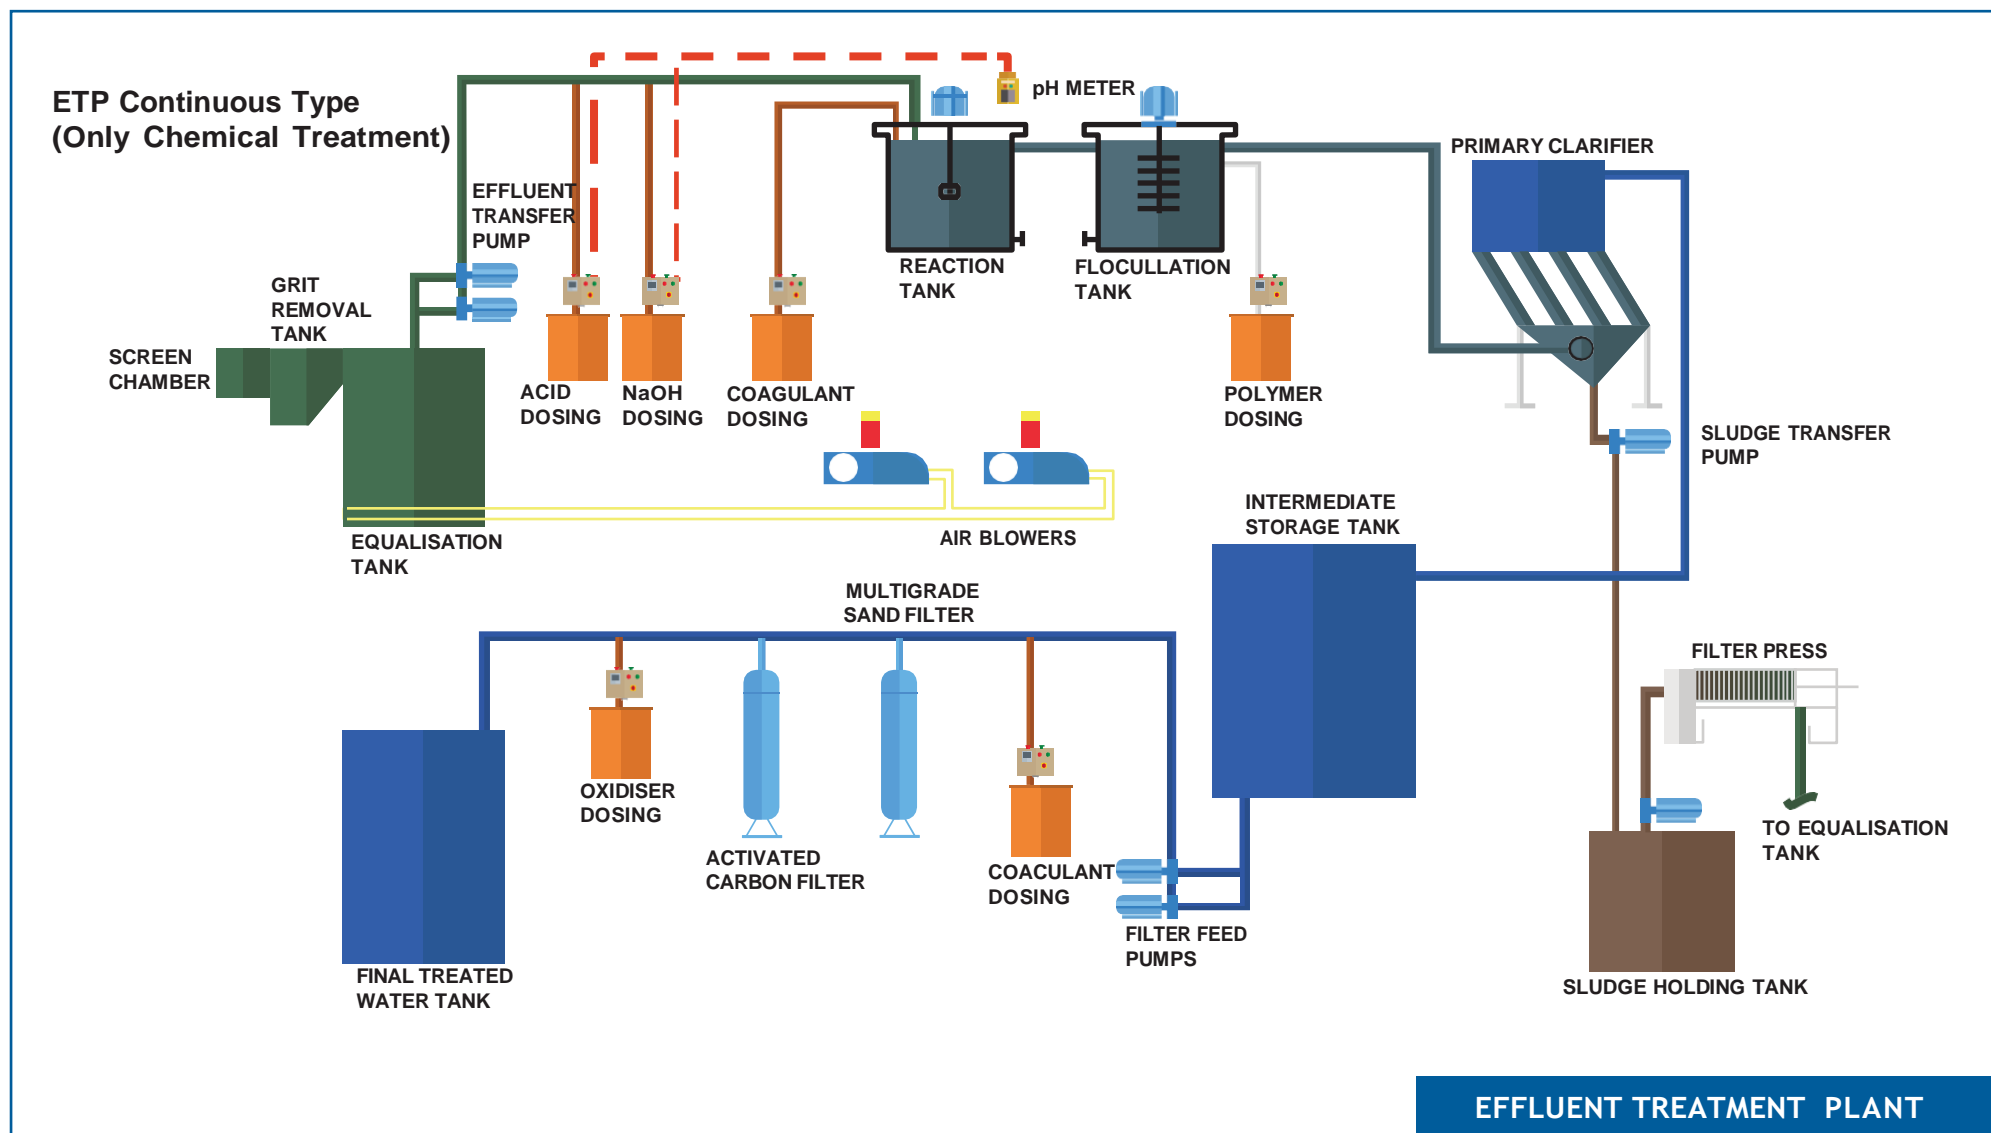 ETP Continuous Type
(Only Chemical Treatment)
pH METER
PRIMARY CLARIFIER
EFFLUENT
TRANSFER
PUMP
REACTION
TANK
FLOCULLATION
TANK
GRIT
REMOVAL
TANK
SCREEN
CHAMBER
ACID
DOSING
NaOH
DOSING
COAGULANT
DOSING
POLYMER
DOSING
SLUDGE TRANSFER
PUMP
INTERMEDIATE
STORAGE TANK
AIR BLOWERS
EQUALISATION
TANK
MULTIGRADE
SAND FILTER
FILTER PRESS
OXIDISER
DOSING
ACTIVATED
CARBON FILTER
COACULANT
DOSING
TO EQUALISATION
TANK
FILTER FEED
PUMPS
FINAL TREATED
WATER TANK
SLUDGE HOLDING TANK
EFFLUENT TREATMENT PLANT